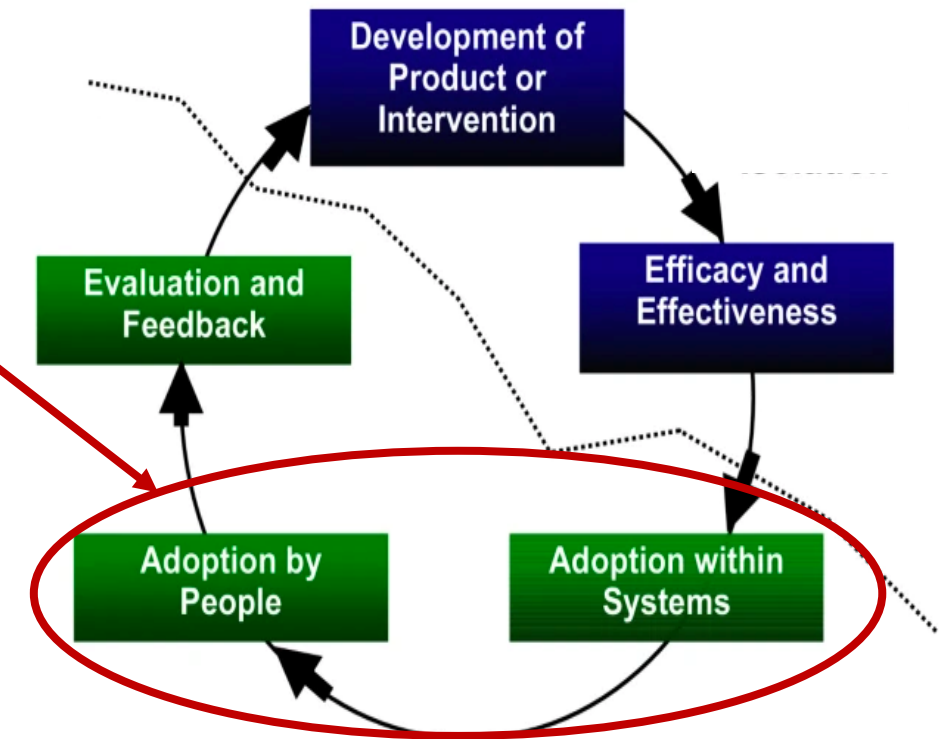 Development of
Product or
Intervention
Efficacy and
Effectiveness
Evaluation and
Feedback
Adoption by
People
Adoption within
Systems